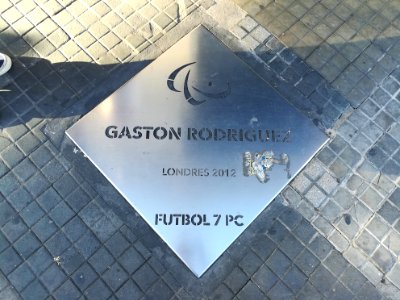 GASTON RODRIGUEZ
LONDRES 2012
FUTBOL 7 PC